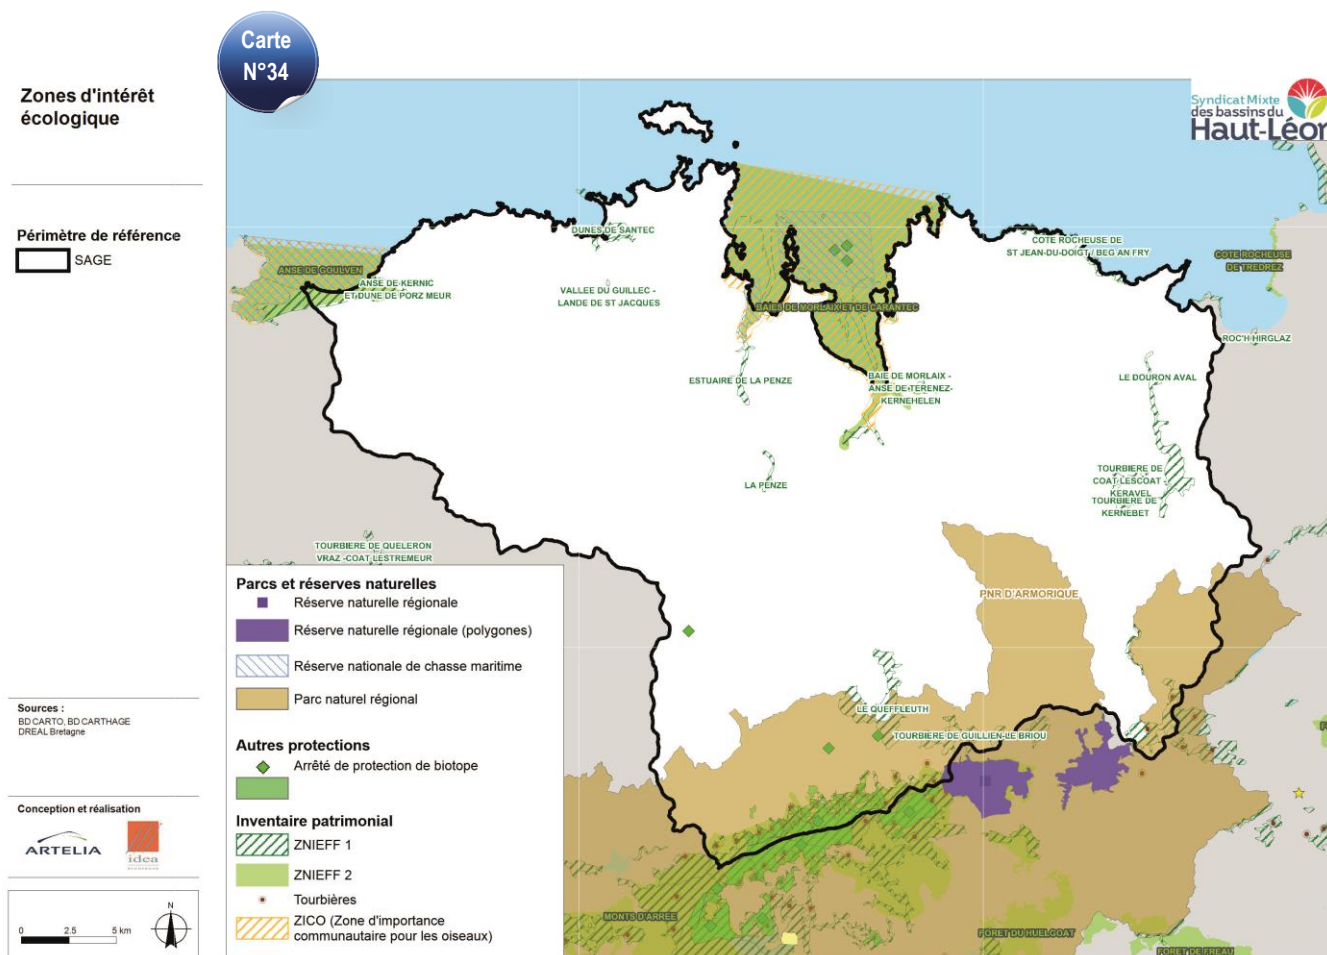 Carte
N°34
Zones d'intérêt
écologique
Périmètre de référence
SAGE
Syndicat Mixte
des bassins du
Haut-Léon
DUNES DE SANTEC
ANSE DE GOULVEN
ANSE DE KERNIC
ET DUNE DE PORZ MEUR
VALLEE DU GUILLEC -
LANDE DE ST JACQUES
BAIES DE MORLAIX ET DE CARANTEC
COTE ROCHEUSE DE
ST JEAN-DU-DOIGT / BEG AN FRY
COTE ROCHEUSE
DE TREDREZ
ROC'H HIRGLAZ
ESTUAIRE DE LA PENZE
BAIE DE MORLAIX -
ANSE DE TERENEZ-
KERNEHELEN
LE DOURON AVAL
LA PENZE
TOURBIERE DE
COAT LESCOAT -
KERAVEL
TOURBIERE DE
KERNEBET
TOURBIERE DE QUELERON
VRAZ -COAT LESTREMEUR
PNR D'ARMORIQUE
LE QUEFFLEUTH
TOURBIERE DE GUILLIEN-LE BRIOU
MONTS D'ARREE
FORET DU HUELGOAT
FORET DE FREAU
Parcs et réserves naturelles
Réserve naturelle régionale
Réserve naturelle régionale (polygones)
Réserve nationale de chasse maritime
Parc naturel régional
Autres protections
Arrêté de protection de biotope
Inventaire patrimonial
ZNIEFF 1
ZNIEFF 2
Tourbières
ZICO (Zone d'importance
communautaire pour les oiseaux)
Sources :
BD CARTO, BD CARTHAGE
DREAL Bretagne
Conception et réalisation
ARTELIA
idea
0 2.5 5 km
N